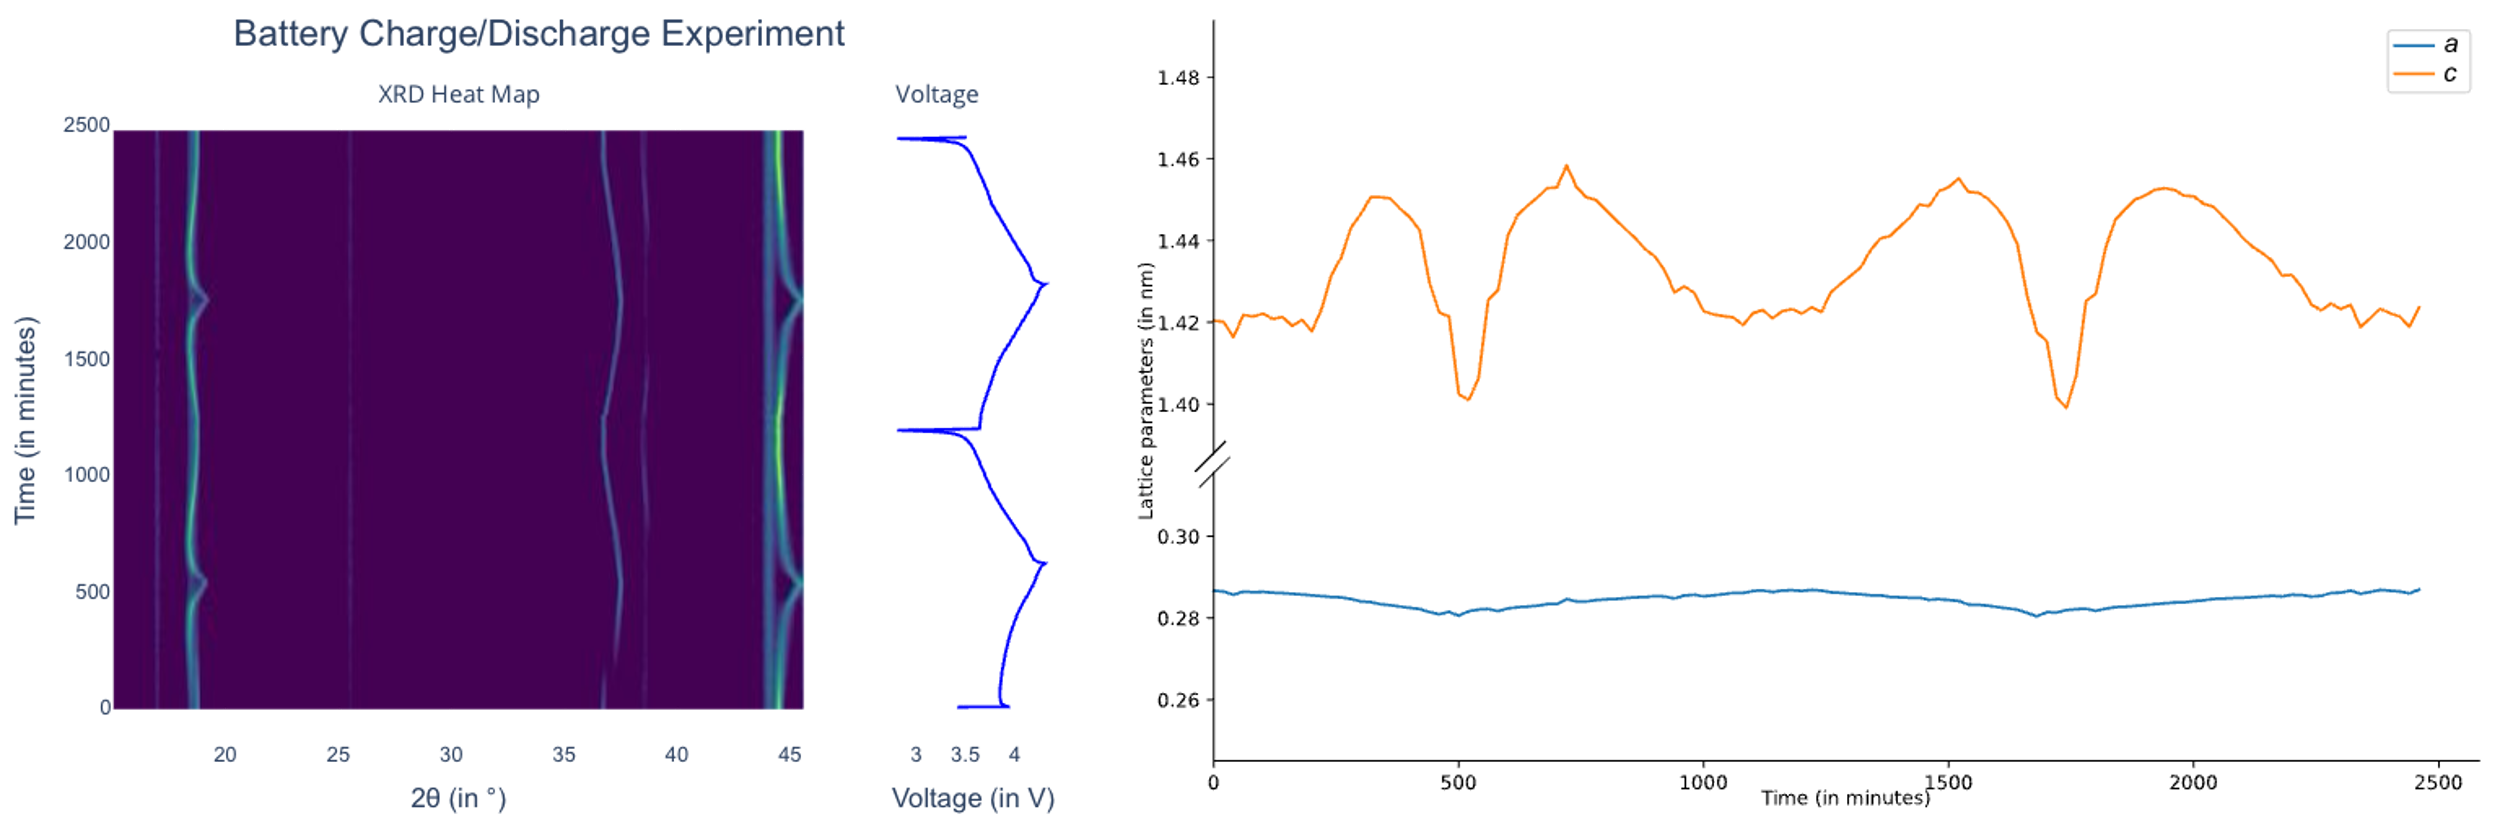 Battery Charge/Discharge Experiment
XRD Heat Map
Voltage
2500
2000
1500
1000
500
0
Time (in minutes)
20 25 30 35 40 45
2θ (in °)
3 3.5 4
Voltage (in V)
a
c
1.48
1.46
1.44
1.42
1.40
0.30
0.28
0.26
Lattice parameters (in nm)
0 500 1000 1500 2000 2500
Time (in minutes)